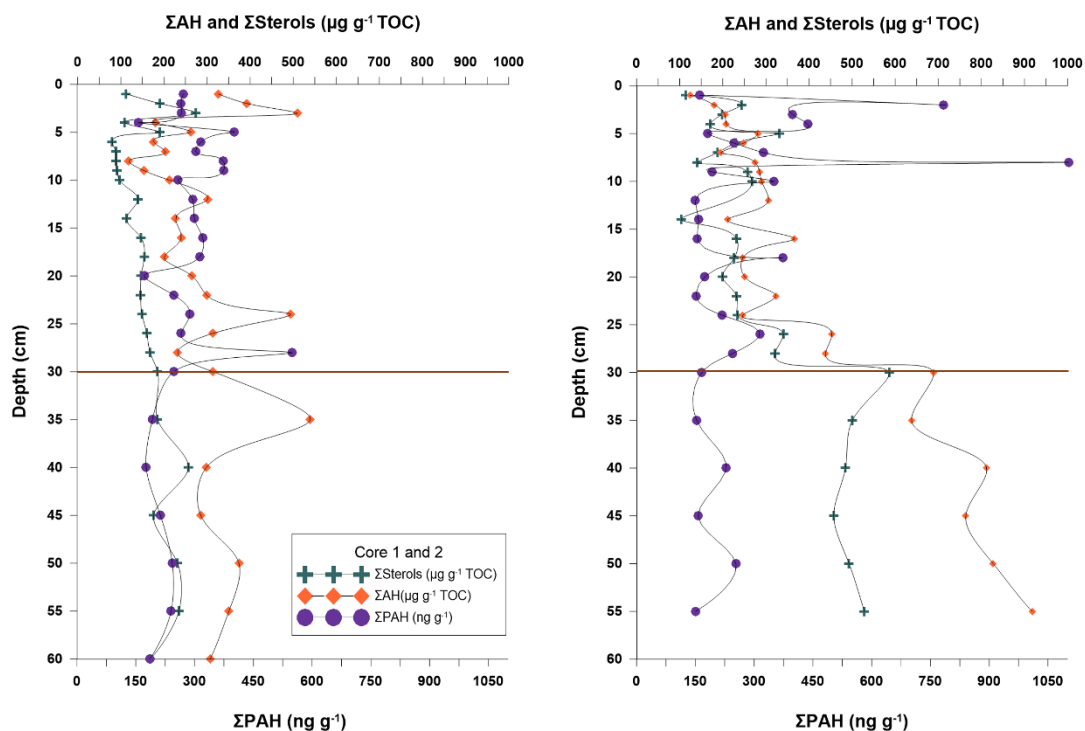 ΣAH and ΣSterols (µg g⁻¹ TOC)
0 100 200 300 400 500 600 700 800 900 1000
0
5
10
15
20
25
30
35
40
45
50
55
60
Depth (cm)
Core 1 and 2
ΣSterols (µg g⁻¹ TOC)
ΣAH(µg g⁻¹ TOC)
ΣPAH (ng g⁻¹)
0 150 300 450 600 750 900 1050
ΣPAH (ng g⁻¹)
ΣAH and ΣSterols (µg g⁻¹ TOC)
0 100 200 300 400 500 600 700 800 900 1000
0
5
10
15
20
25
30
35
40
45
50
55
60
Depth (cm)
0 150 300 450 600 750 900 1050
ΣPAH (ng g⁻¹)